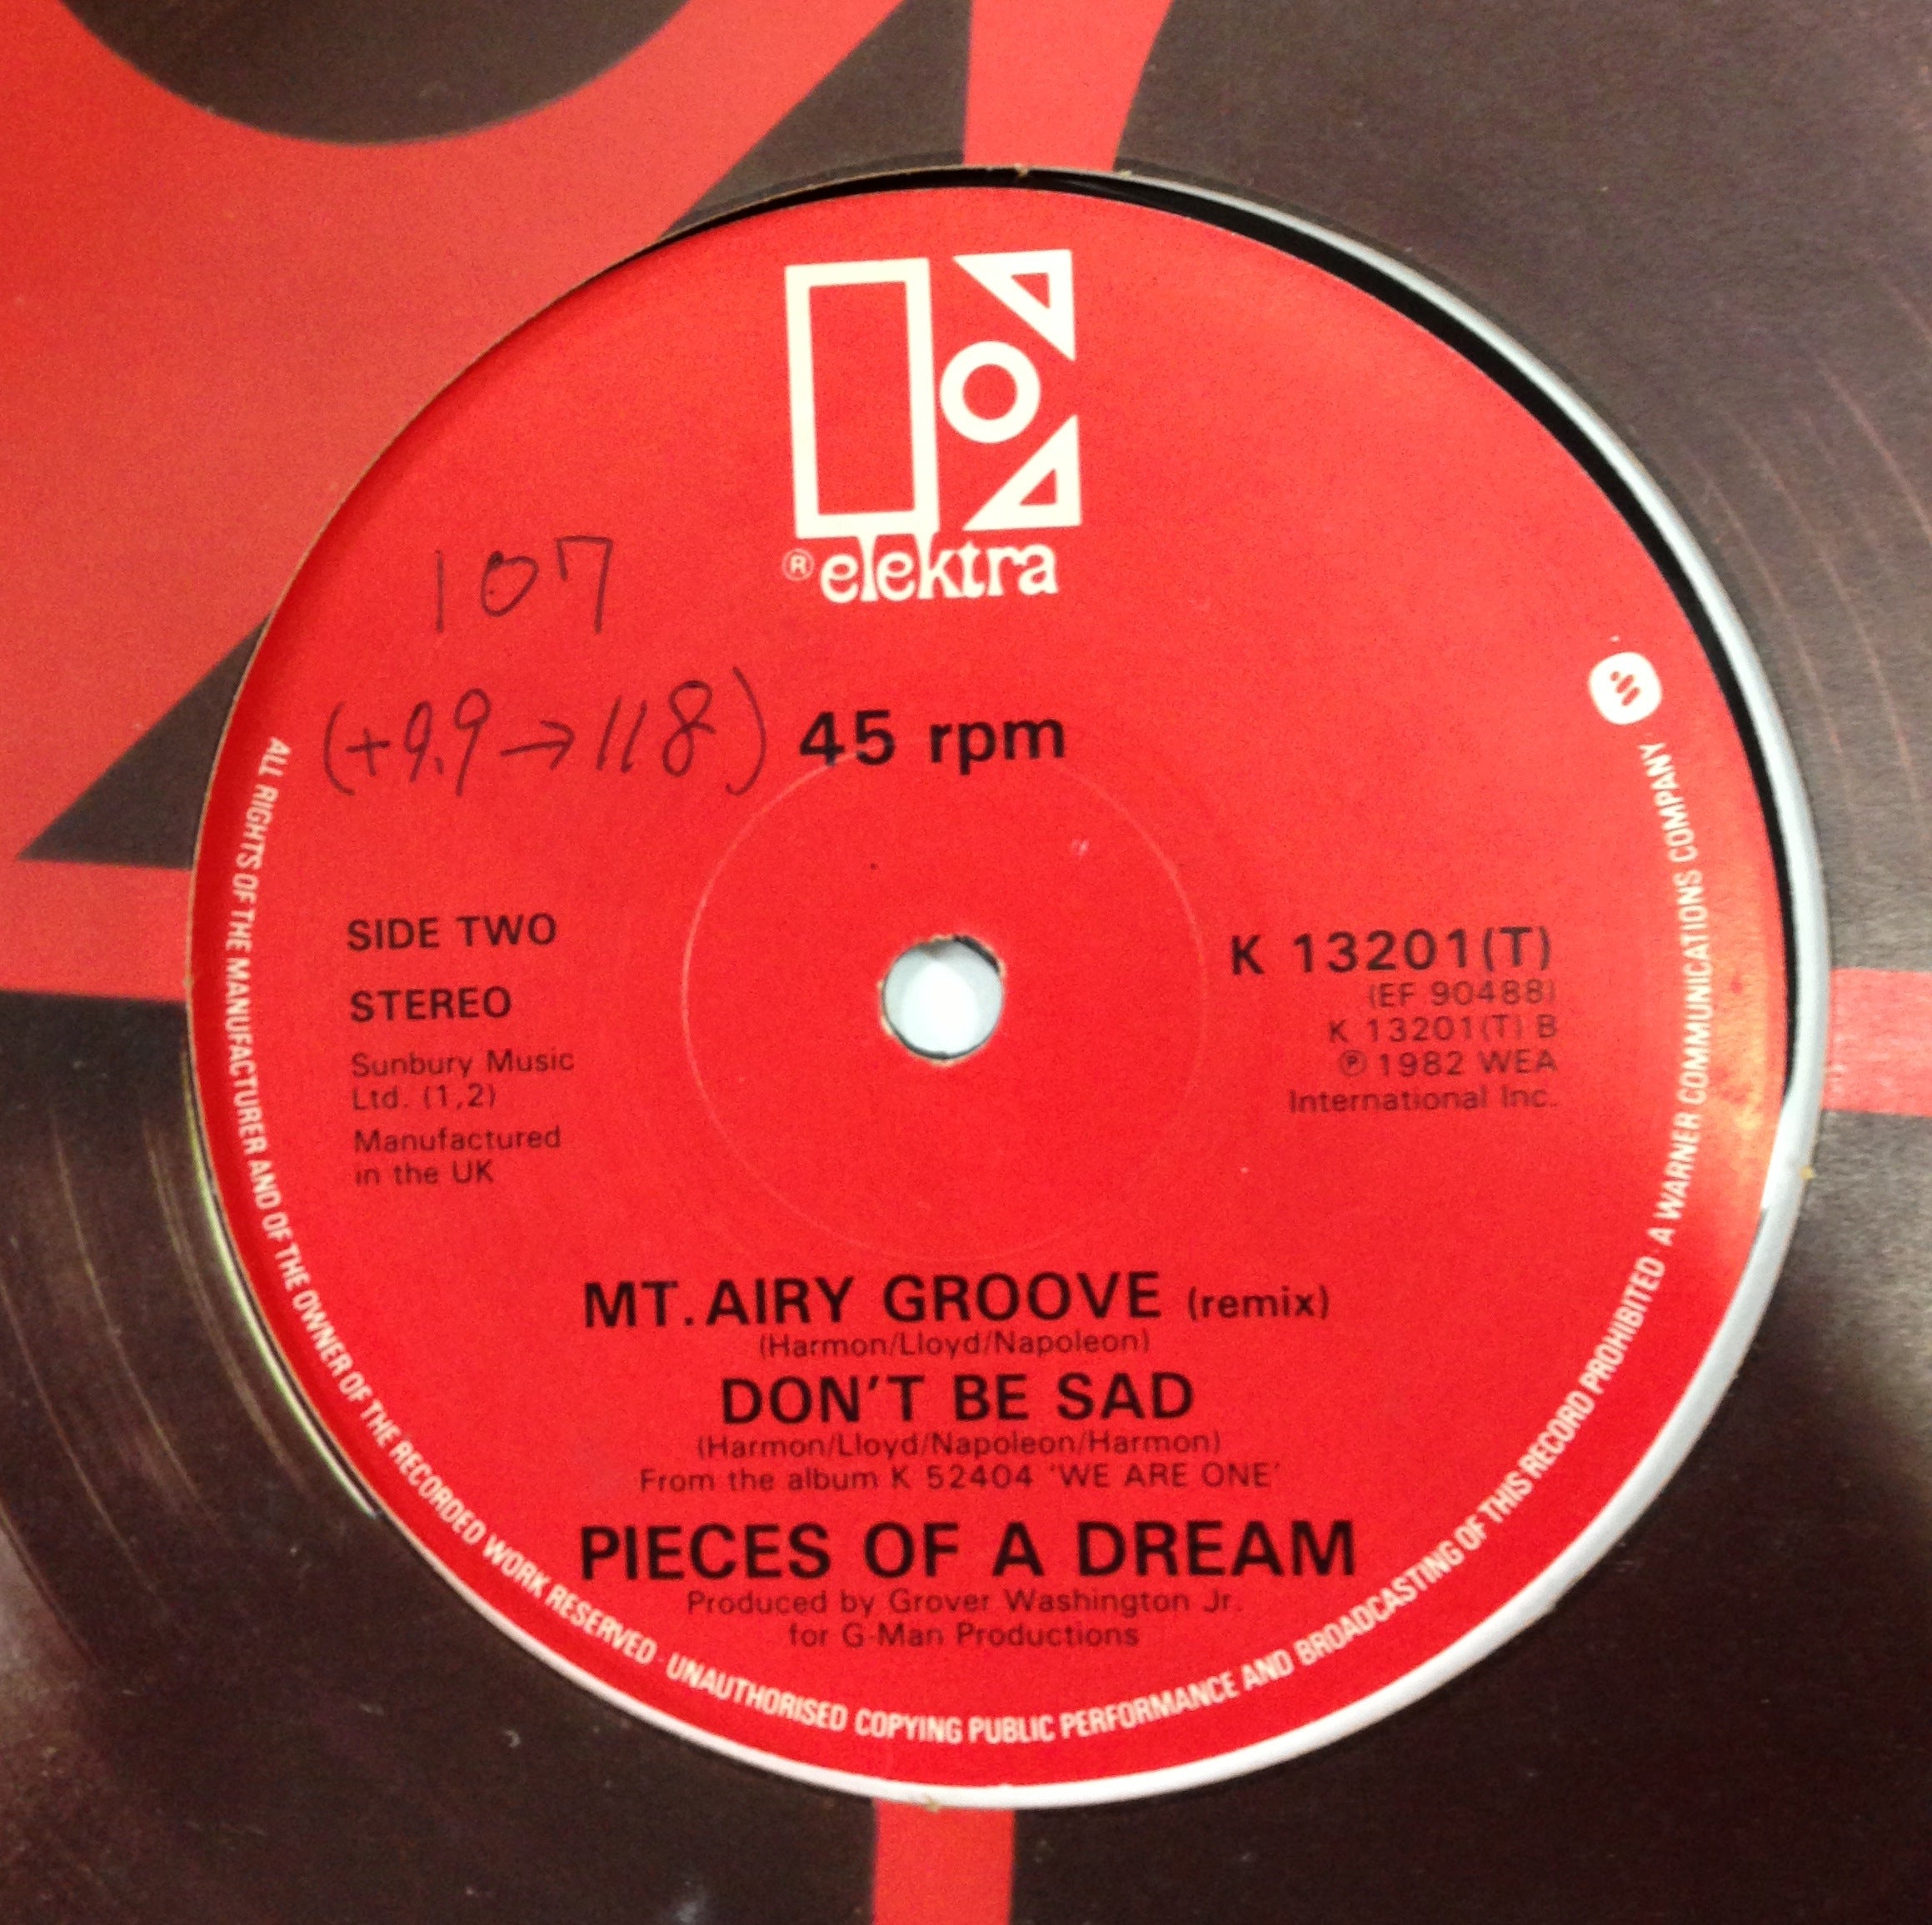 ® elektra
107
(+9.9→118)
45 rpm
SIDE TWO
STEREO
Sunbury Music
Ltd. (1,2)
Manufactured
in the UK
K 13201(T)
(EF 90488)
K 13201(T) B
℗ 1982 WEA
International Inc.
MT. AIRY GROOVE (remix)
(Harmon/Lloyd/Napoleon)
DON'T BE SAD
(Harmon/Lloyd/Napoleon/Harmon)
From the album K 52404 'WE ARE ONE'
PIECES OF A DREAM
Produced by Grover Washington Jr.
for G-Man Productions
ALL RIGHTS OF THE MANUFACTURER AND OF THE OWNER OF THE RECORDED WORK RESERVED · UNAUTHORISED COPYING PUBLIC PERFORMANCE AND BROADCASTING OF THIS RECORD PROHIBITED · A WARNER COMMUNICATIONS COMPANY ·